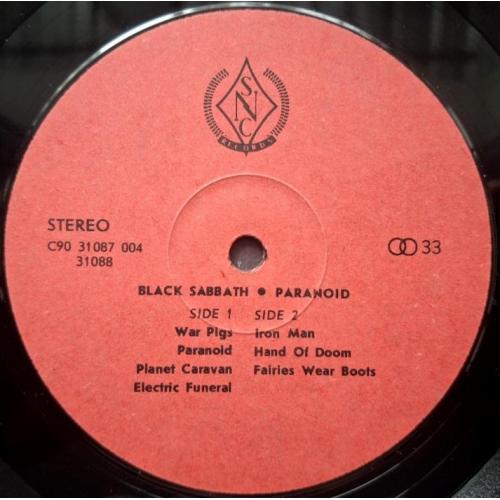 SNC
RECORDS
STEREO
C90 31087 004
31088
33
BLACK SABBATH • PARANOID
SIDE 1 SIDE 2
War Pigs Iron Man
Paranoid Hand Of Doom
Planet Caravan Fairies Wear Boots
Electric Funeral